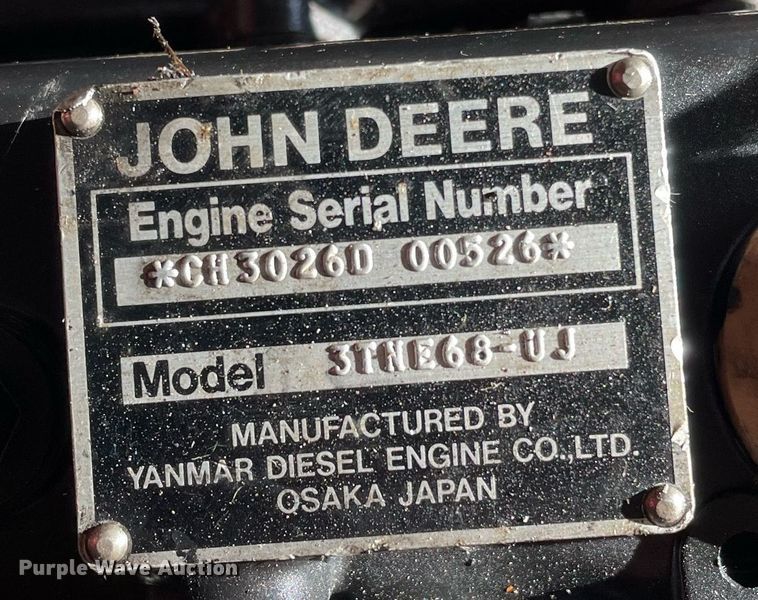 JOHN DEERE
Engine Serial Number
*CH3026D 00526*
Model 3TNE68-UJ
MANUFACTURED BY
YANMAR DIESEL ENGINE CO.,LTD.
OSAKA JAPAN
Purple Wave Auction